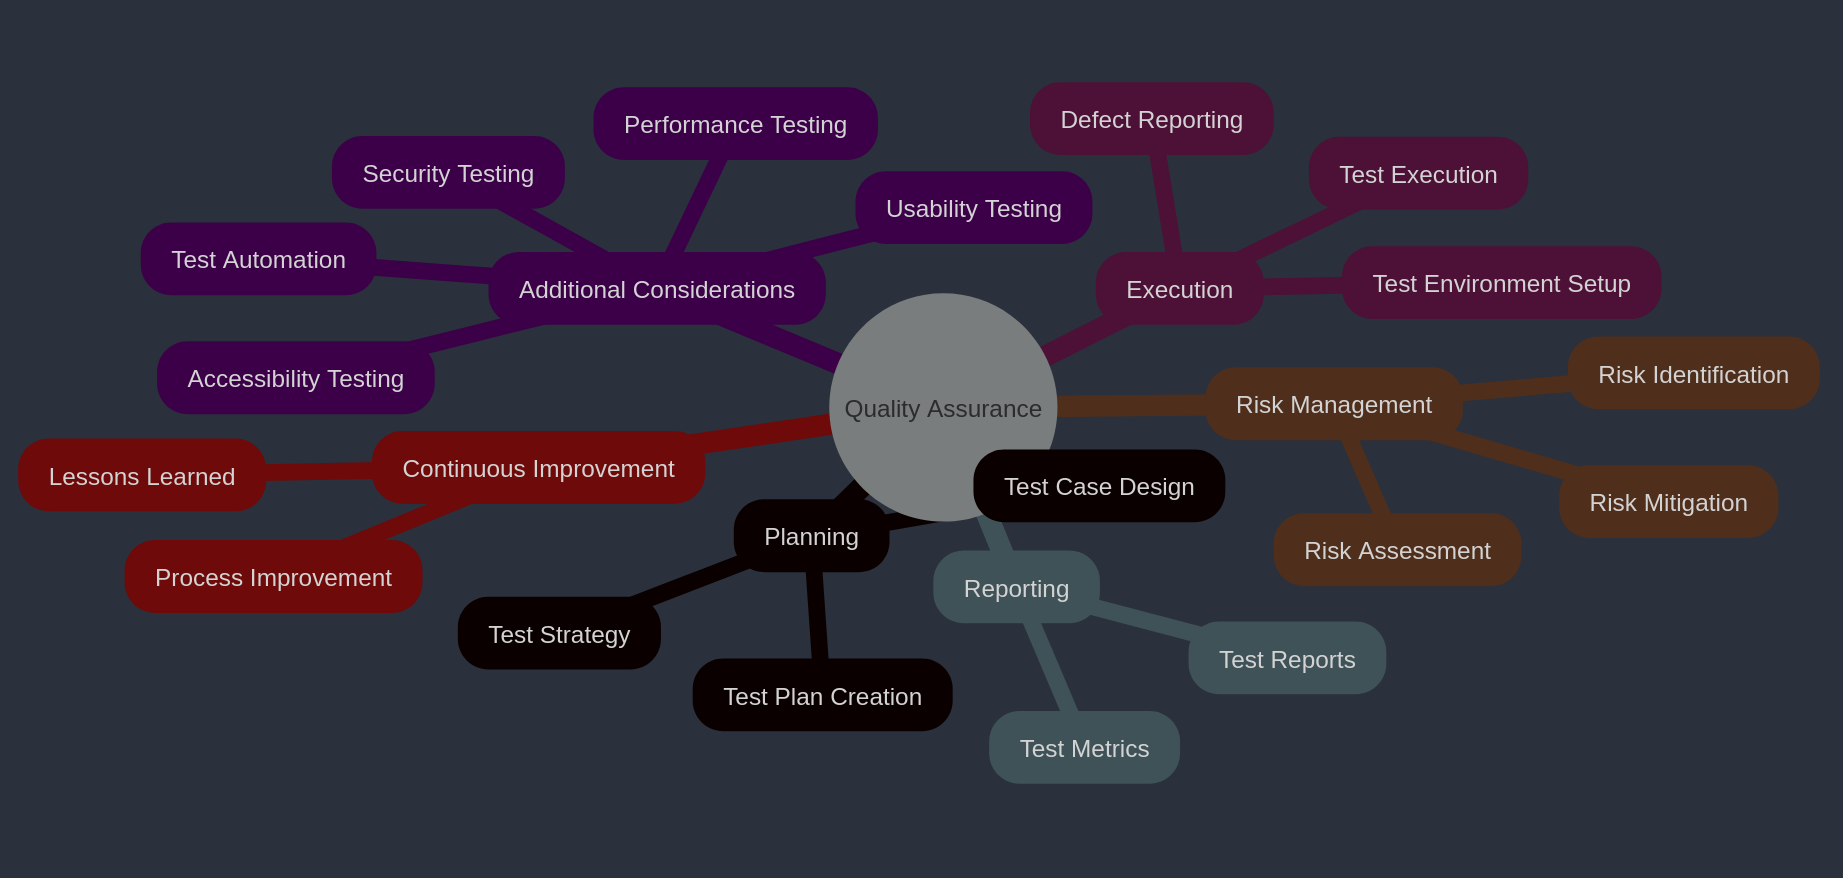 Defect Reporting
Performance Testing
Security Testing
Test Execution
Usability Testing
Test Automation
Test Environment Setup
Additional Considerations
Execution
Risk Identification
Accessibility Testing
Risk Management
Quality Assurance
Continuous Improvement
Lessons Learned
Test Case Design
Risk Mitigation
Planning
Risk Assessment
Process Improvement
Reporting
Test Strategy
Test Reports
Test Plan Creation
Test Metrics